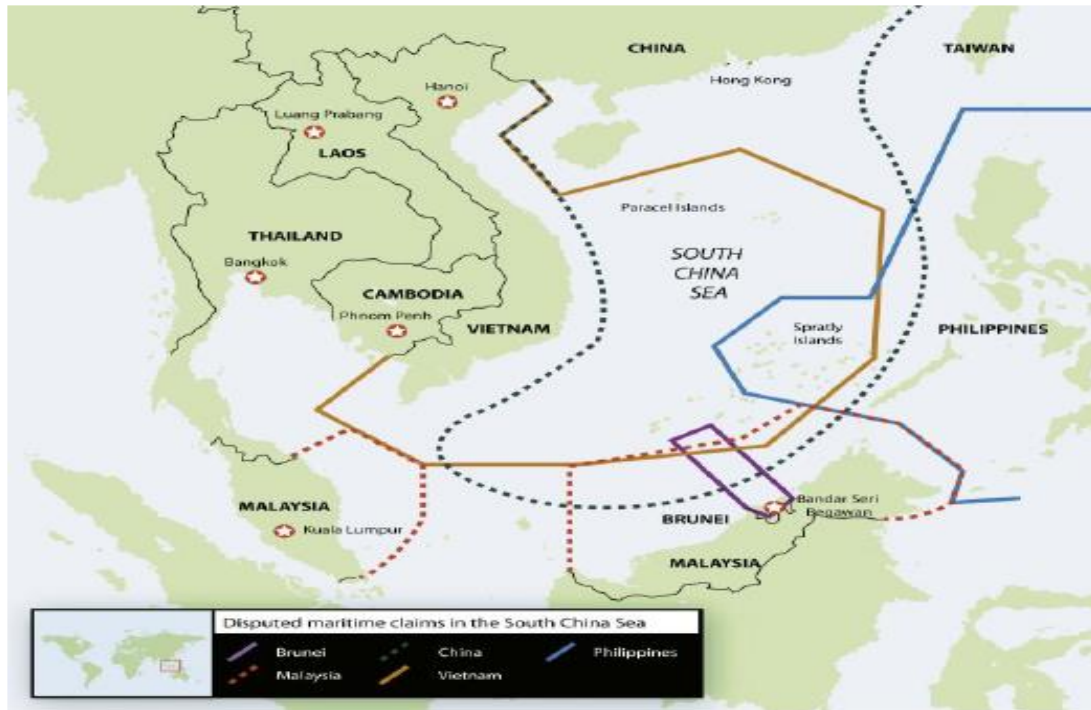 CHINA
TAIWAN
Hong Kong
Hanoi
Luang Prabang
LAOS
Paracel Islands
THAILAND
SOUTH
CHINA
SEA
Bangkok
CAMBODIA
Phnom Penh
VIETNAM
Spratly
Islands
PHILIPPINES
MALAYSIA
Kuala Lumpur
Bandar Seri
Begawan
BRUNEI
MALAYSIA
Disputed maritime claims in the South China Sea
Brunei
China
Philippines
Malaysia
Vietnam